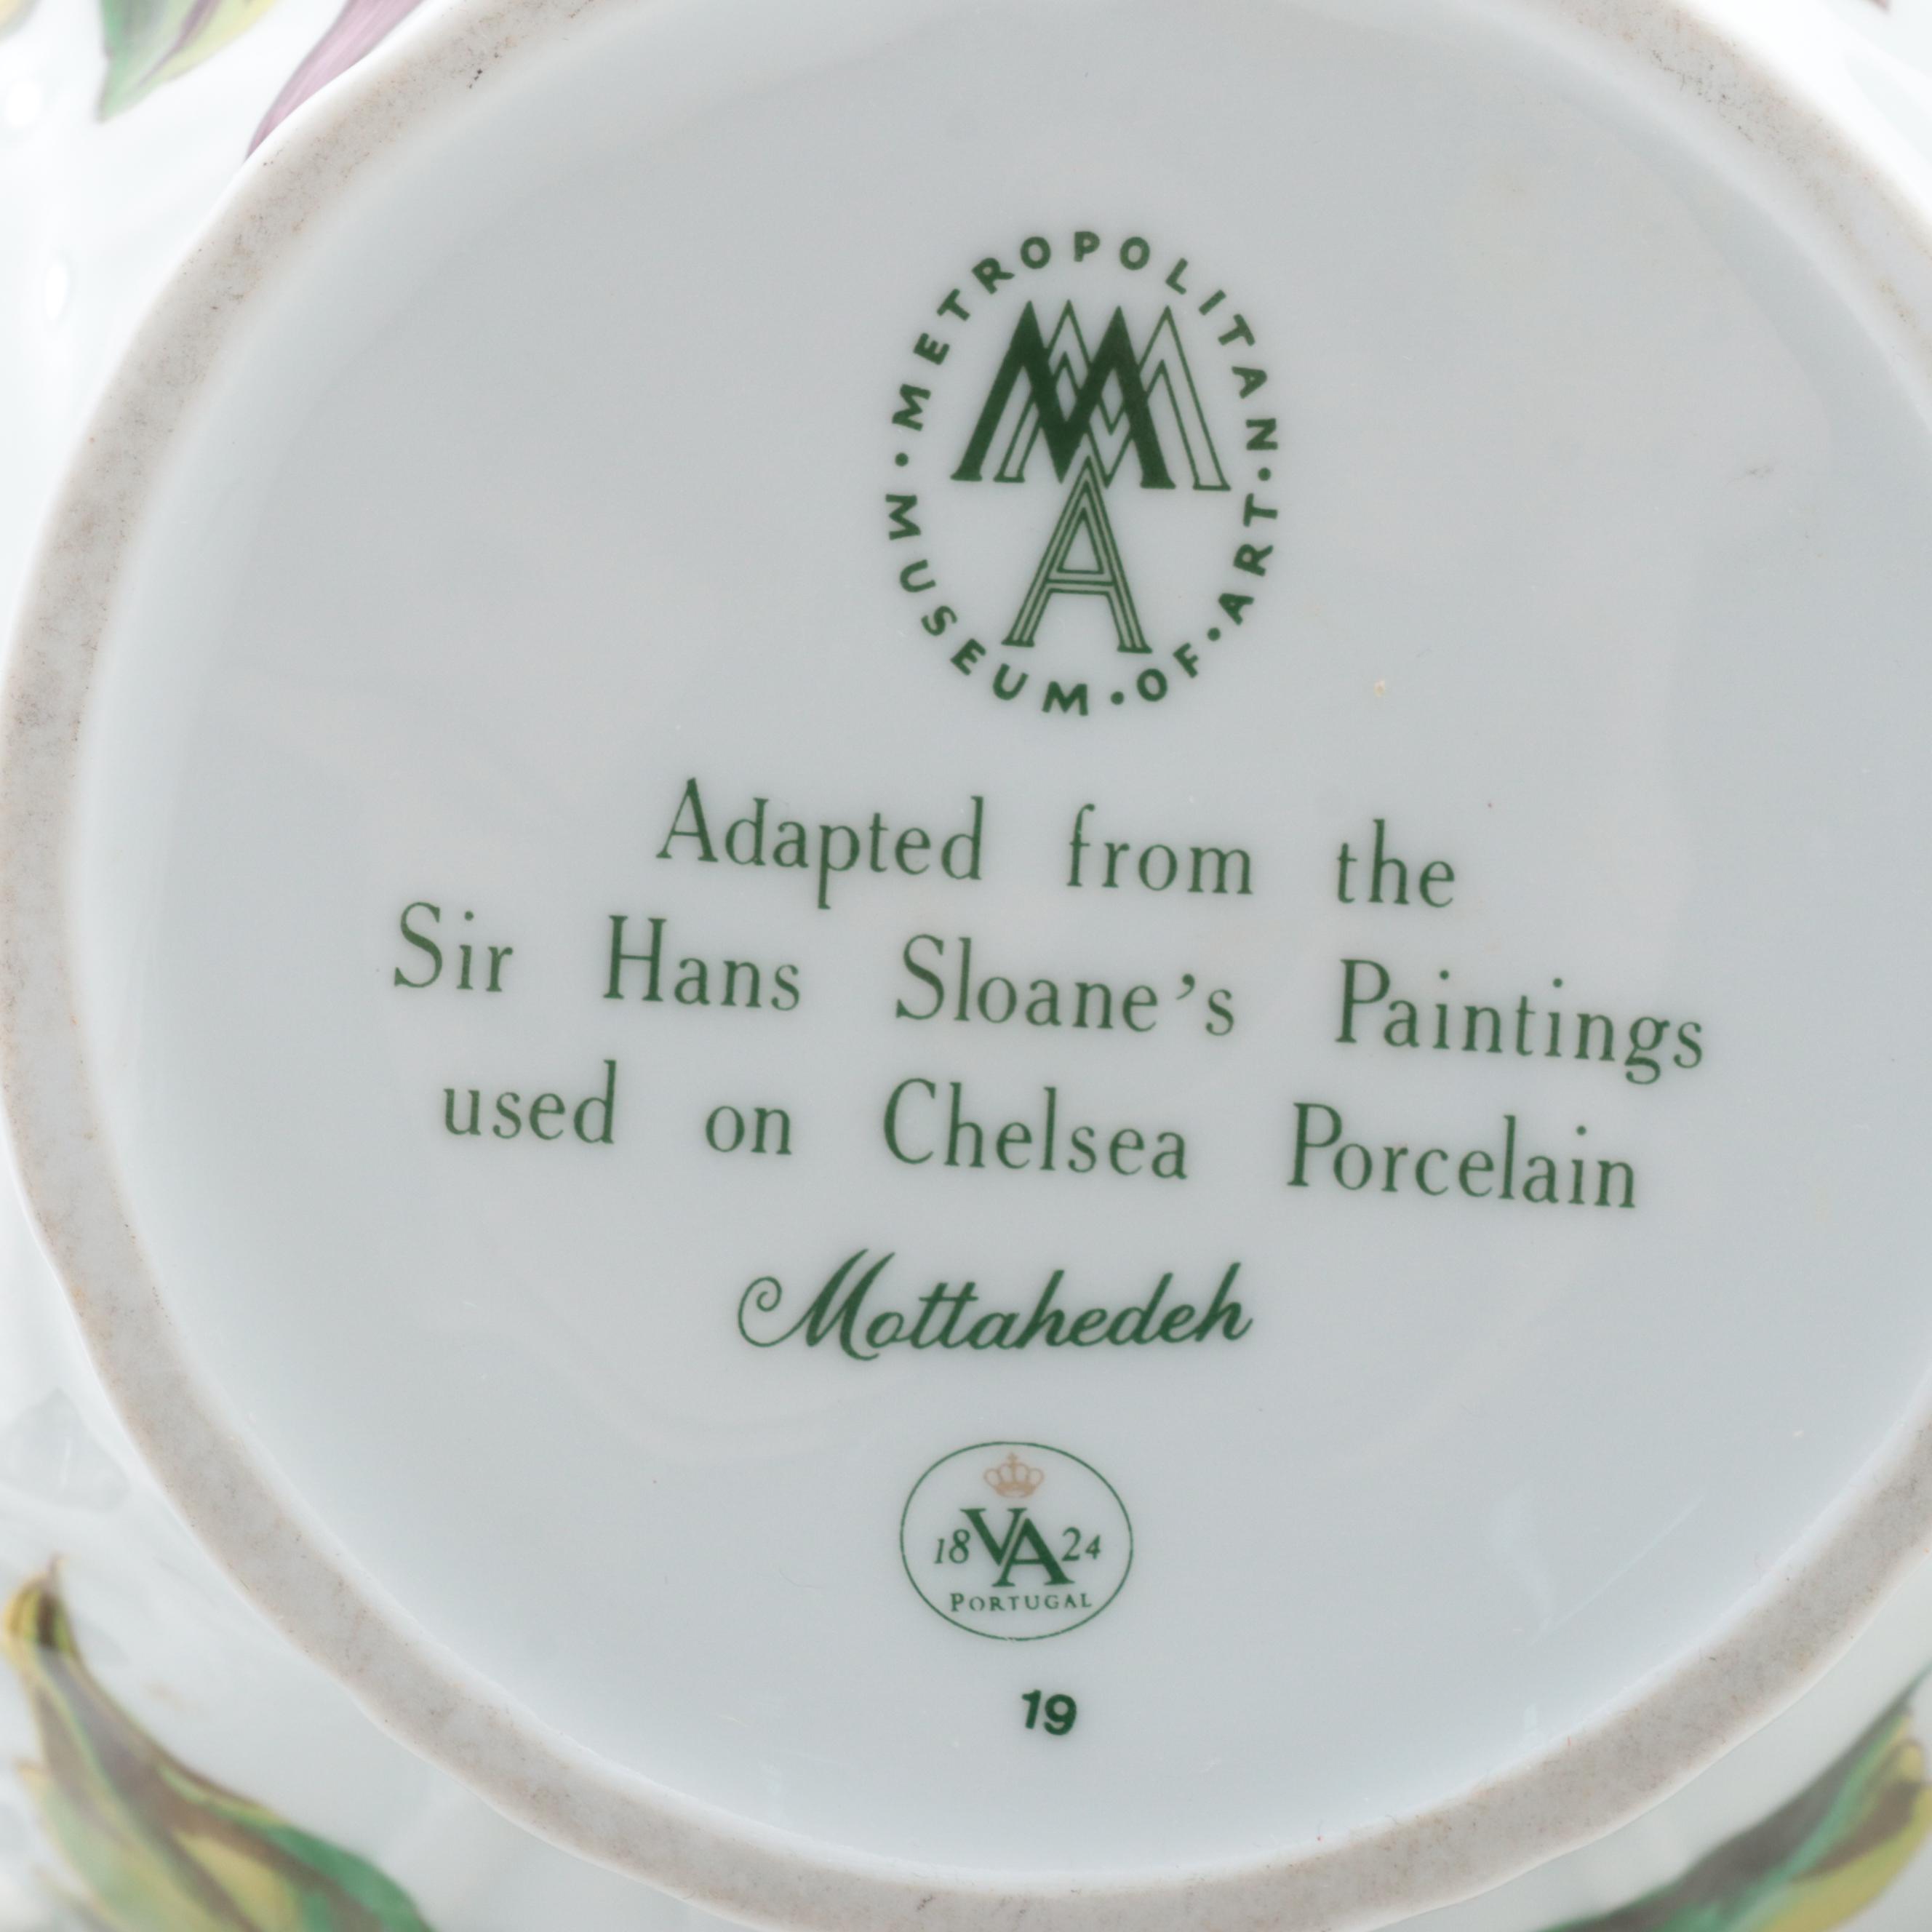 METROPOLITAN
·MUSEUM·OF·ART·
MMA
Adapted from the
Sir Hans Sloane’s Paintings
used on Chelsea Porcelain
Mottahedeh
18 VA 24
PORTUGAL
19